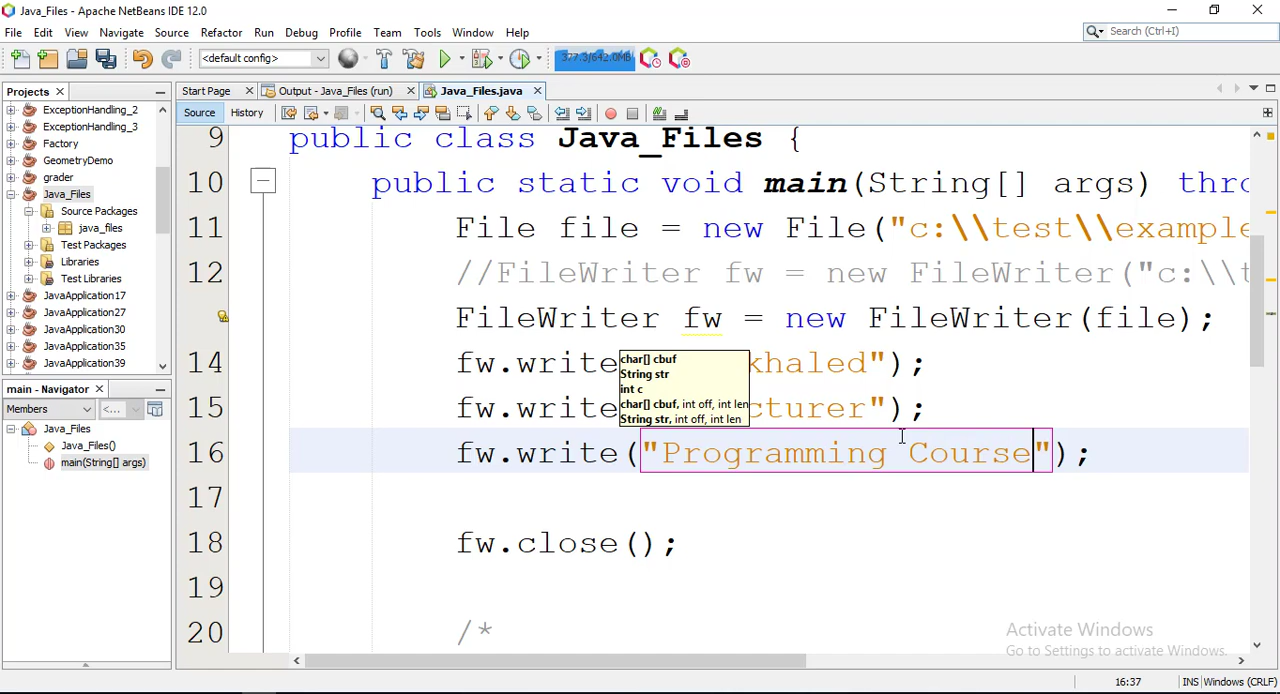 Java_Files - Apache NetBeans IDE 12.0
File Edit View Navigate Source Refactor Run Debug Profile Team Tools Window Help
Search (Ctrl+I)
<default config>
377.3/642.0MB
Projects
Start Page
Output - Java_Files (run)
Java_Files.java
Source History
ExceptionHandling_2
ExceptionHandling_3
Factory
GeometryDemo
grader
Java_Files
Source Packages
java_files
Test Packages
Libraries
Test Libraries
JavaApplication17
JavaApplication27
JavaApplication30
JavaApplication35
JavaApplication39
main - Navigator
Members
<...
Java_Files
Java_Files()
main(String[] args)
9 public class Java_Files {
10 public static void main(String[] args) thro
11 File file = new File("c:\\test\\example
12 //FileWriter fw = new FileWriter("c:\\t
FileWriter fw = new FileWriter(file);
14 fw.write khaled");
15 fw.write cturer");
16 fw.write("Programming Course");
17
18 fw.close();
19
20 /*
char[] cbuf
String str
int c
char[] cbuf, int off, int len
String str, int off, int len
Activate Windows
Go to Settings to activate Windows.
16:37 INS Windows (CRLF)